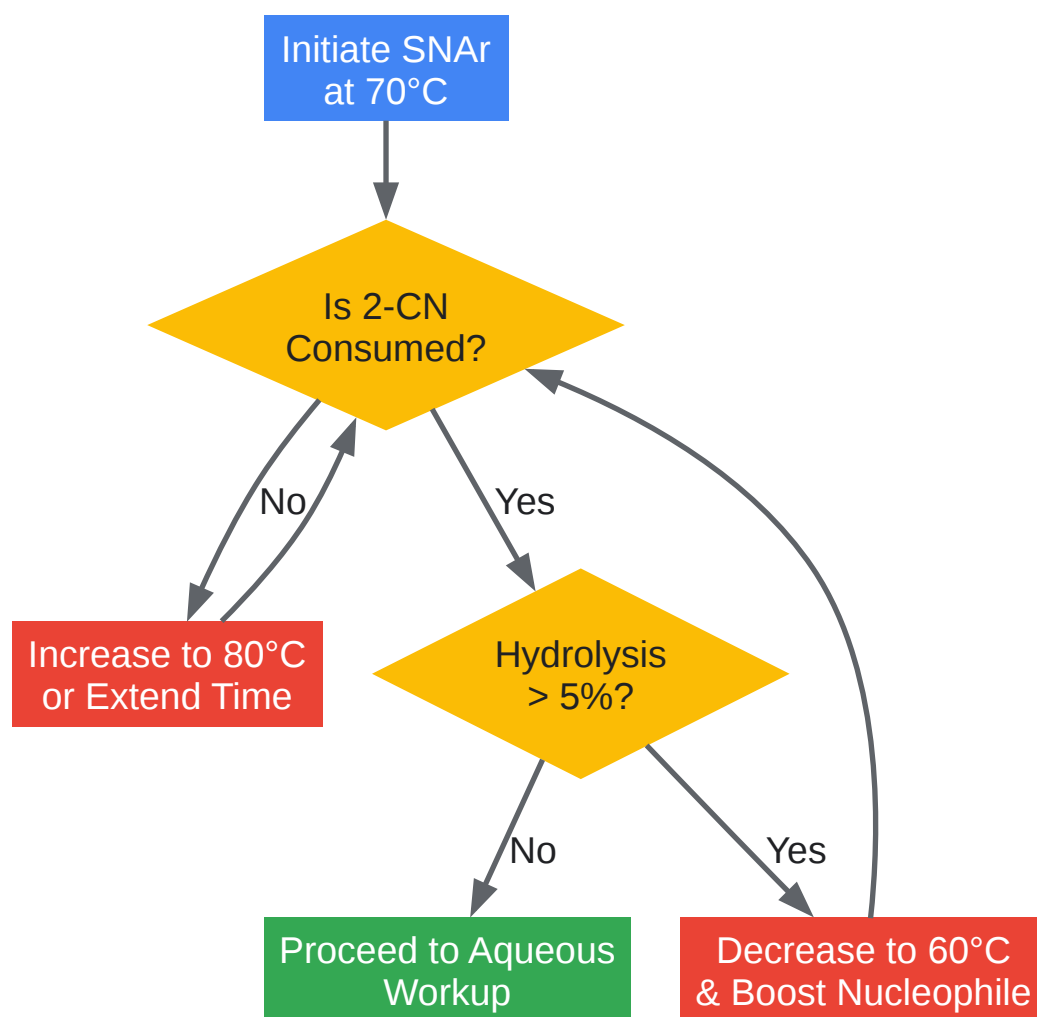 Initiate SNAr
at 70°C
Is 2-CN
Consumed?
No
Yes
Increase to 80°C
or Extend Time
Hydrolysis
> 5%?
No
Yes
Proceed to Aqueous
Workup
Decrease to 60°C
& Boost Nucleophile